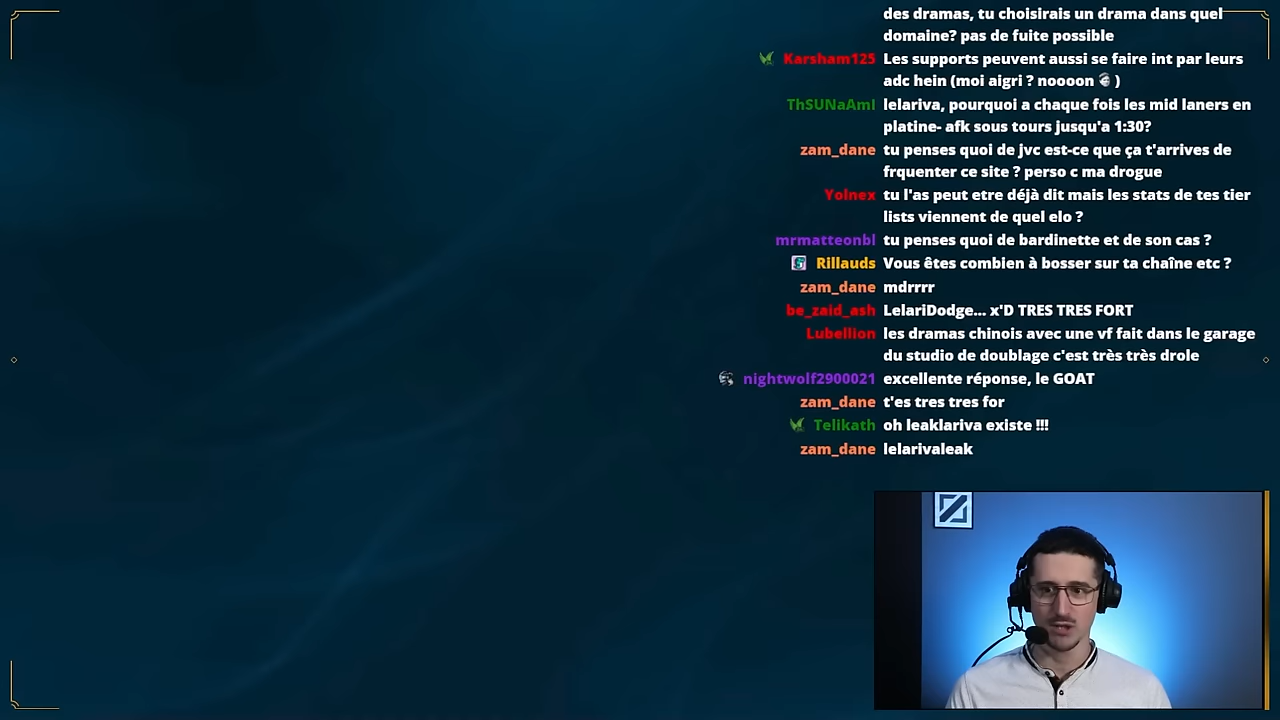 des dramas, tu choisirais un drama dans quel
domaine? pas de fuite possible
Karsham125 Les supports peuvent aussi se faire int par leurs
adc hein (moi aigri ? noooon )
ThSUNaAmI lelariva, pourquoi a chaque fois les mid laners en
platine- afk sous tours jusqu'a 1:30?
zam_dane tu penses quoi de jvc est-ce que ça t'arrives de
frquenter ce site ? perso c ma drogue
Yolnex tu l'as peut etre déjà dit mais les stats de tes tier
lists viennent de quel elo ?
mrmatteonbl tu penses quoi de bardinette et de son cas ?
Rillauds Vous êtes combien à bosser sur ta chaîne etc ?
zam_dane mdrrrr
be_zaid_ash LelariDodge... x'D TRES TRES FORT
Lubellion les dramas chinois avec une vf fait dans le garage
du studio de doublage c'est très très drole
nightwolf2900021 excellente réponse, le GOAT
zam_dane t'es tres tres for
Telikath oh leaklariva existe !!!
zam_dane lelarivaleak